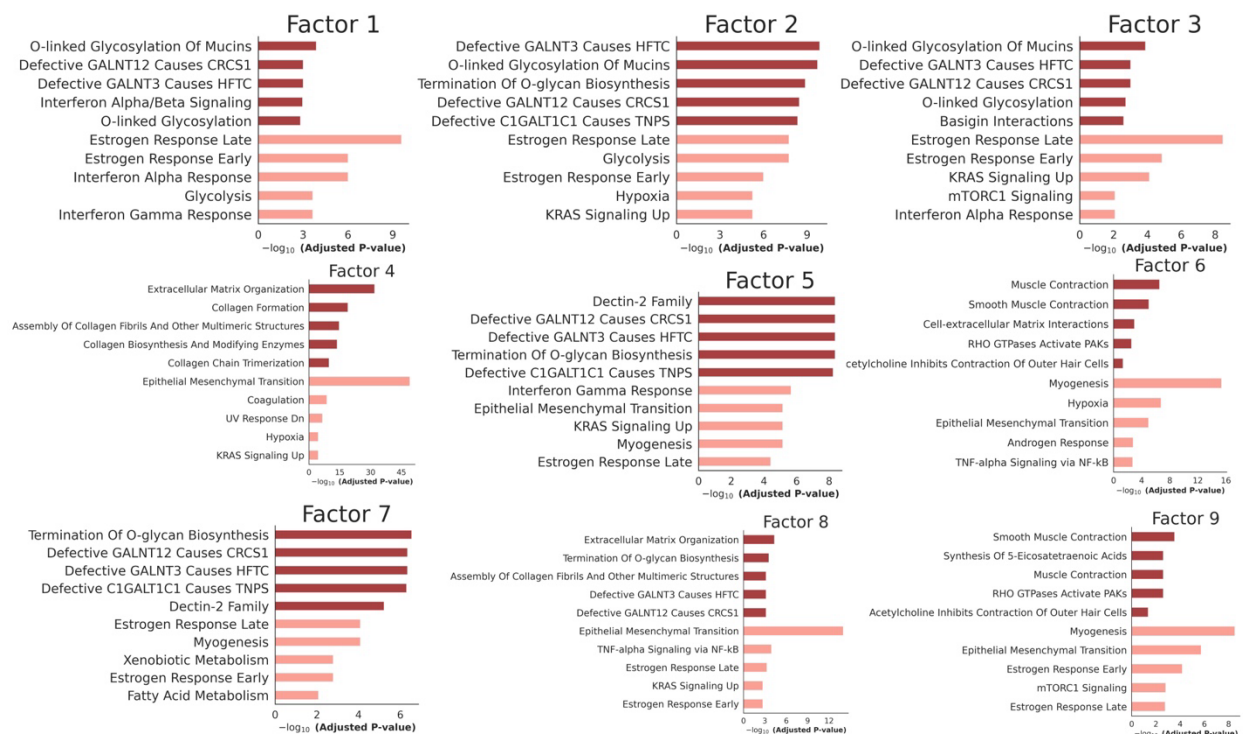 Factor 1
O-linked Glycosylation Of Mucins
Defective GALNT12 Causes CRCS1
Defective GALNT3 Causes HFTC
Interferon Alpha/Beta Signaling
O-linked Glycosylation
Estrogen Response Late
Estrogen Response Early
Interferon Alpha Response
Glycolysis
Interferon Gamma Response
0 3 6 9
−log₁₀ (Adjusted P-value)
Factor 2
Defective GALNT3 Causes HFTC
O-linked Glycosylation Of Mucins
Termination Of O-glycan Biosynthesis
Defective GALNT12 Causes CRCS1
Defective C1GALT1C1 Causes TNPS
Estrogen Response Late
Glycolysis
Estrogen Response Early
Hypoxia
KRAS Signaling Up
0 2 4 6 8 10
−log₁₀ (Adjusted P-value)
Factor 3
O-linked Glycosylation Of Mucins
Defective GALNT3 Causes HFTC
Defective GALNT12 Causes CRCS1
O-linked Glycosylation
Basigin Interactions
Estrogen Response Late
Estrogen Response Early
KRAS Signaling Up
mTORC1 Signaling
Interferon Alpha Response
0 2 4 6 8
−log₁₀ (Adjusted P-value)
Factor 4
Extracellular Matrix Organization
Collagen Formation
Assembly Of Collagen Fibrils And Other Multimeric Structures
Collagen Biosynthesis And Modifying Enzymes
Collagen Chain Trimerization
Epithelial Mesenchymal Transition
Coagulation
UV Response Dn
Hypoxia
KRAS Signaling Up
0 15 30 45
−log₁₀ (Adjusted P-value)
Factor 5
Dectin-2 Family
Defective GALNT12 Causes CRCS1
Defective GALNT3 Causes HFTC
Termination Of O-glycan Biosynthesis
Defective C1GALT1C1 Causes TNPS
Interferon Gamma Response
Epithelial Mesenchymal Transition
KRAS Signaling Up
Myogenesis
Estrogen Response Late
0 2 4 6 8
−log₁₀ (Adjusted P-value)
Factor 6
Muscle Contraction
Smooth Muscle Contraction
Cell-extracellular Matrix Interactions
RHO GTPases Activate PAKs
cetylcholine Inhibits Contraction Of Outer Hair Cells
Myogenesis
Hypoxia
Epithelial Mesenchymal Transition
Androgen Response
TNF-alpha Signaling via NF-kB
0 4 8 12 16
−log₁₀ (Adjusted P-value)
Factor 7
Termination Of O-glycan Biosynthesis
Defective GALNT12 Causes CRCS1
Defective GALNT3 Causes HFTC
Defective C1GALT1C1 Causes TNPS
Dectin-2 Family
Estrogen Response Late
Myogenesis
Xenobiotic Metabolism
Estrogen Response Early
Fatty Acid Metabolism
0 2 4 6
−log₁₀ (Adjusted P-value)
Factor 8
Extracellular Matrix Organization
Termination Of O-glycan Biosynthesis
Assembly Of Collagen Fibrils And Other Multimeric Structures
Defective GALNT3 Causes HFTC
Defective GALNT12 Causes CRCS1
Epithelial Mesenchymal Transition
TNF-alpha Signaling via NF-kB
Estrogen Response Late
KRAS Signaling Up
Estrogen Response Early
0 3 6 9 12
−log₁₀ (Adjusted P-value)
Factor 9
Smooth Muscle Contraction
Synthesis Of 5-Eicosatetraenoic Acids
Muscle Contraction
RHO GTPases Activate PAKs
Acetylcholine Inhibits Contraction Of Outer Hair Cells
Myogenesis
Epithelial Mesenchymal Transition
Estrogen Response Early
mTORC1 Signaling
Estrogen Response Late
0 2 4 6 8
(Adjusted P-value)